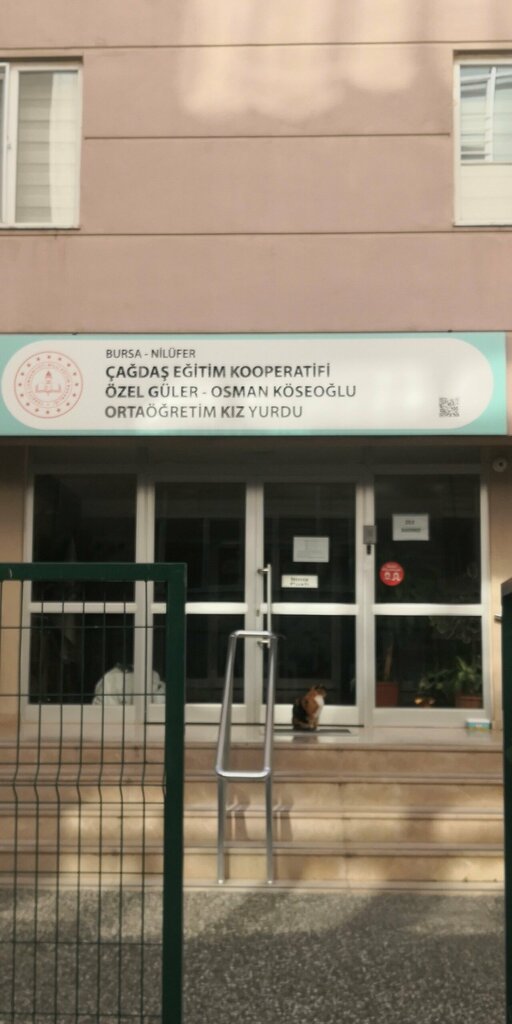 BURSA - NİLÜFER
ÇAĞDAŞ EĞİTİM KOOPERATİFİ
ÖZEL GÜLER - OSMAN KÖSEOĞLU
ORTAÖĞRETİM KIZ YURDU